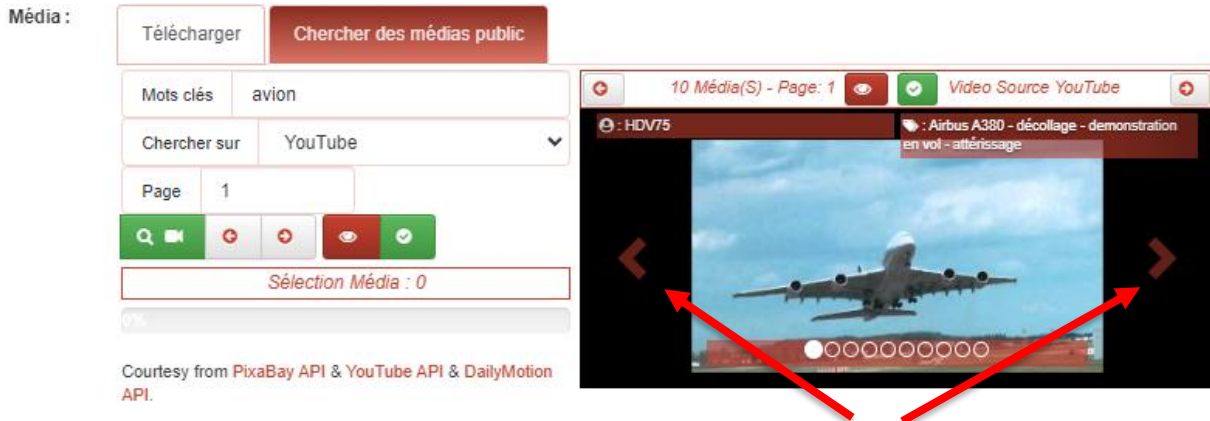 Média :
Télécharger
Chercher des médias public
Mots clés avion
Chercher sur YouTube
Page 1
Sélection Média : 0
0%
Courtesy from PixaBay API & YouTube API & DailyMotion
API.
10 Média(S) - Page: 1
Video Source YouTube
: HDV75
: Airbus A380 - décollage - demonstration
en vol - attérissage